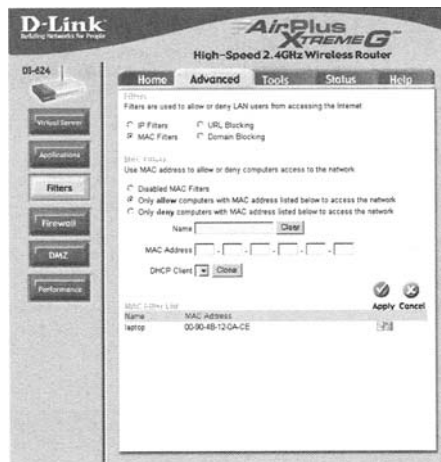 D-Link
Building Networks for People
AirPlus
XTREME G
High-Speed 2.4GHz Wireless Router
DI-624
Home Advanced Tools Status Help
Filters
Filters are used to allow or deny LAN users from accessing the Internet
IP Filters URL Blocking
MAC Filters Domain Blocking
MAC Filters
Use MAC address to allow or deny computers access to the network
Disabled MAC Filters
Only allow computers with MAC address listed below to access the network
Only deny computers with MAC address listed below to access the network
Name Clear
MAC Address - - - - -
DHCP Client Clone
Apply Cancel
MAC Filter List
Name MAC Address
laptop 00-90-4B-12-0A-CE
Virtual Server
Applications
Filters
Firewall
DMZ
Performance